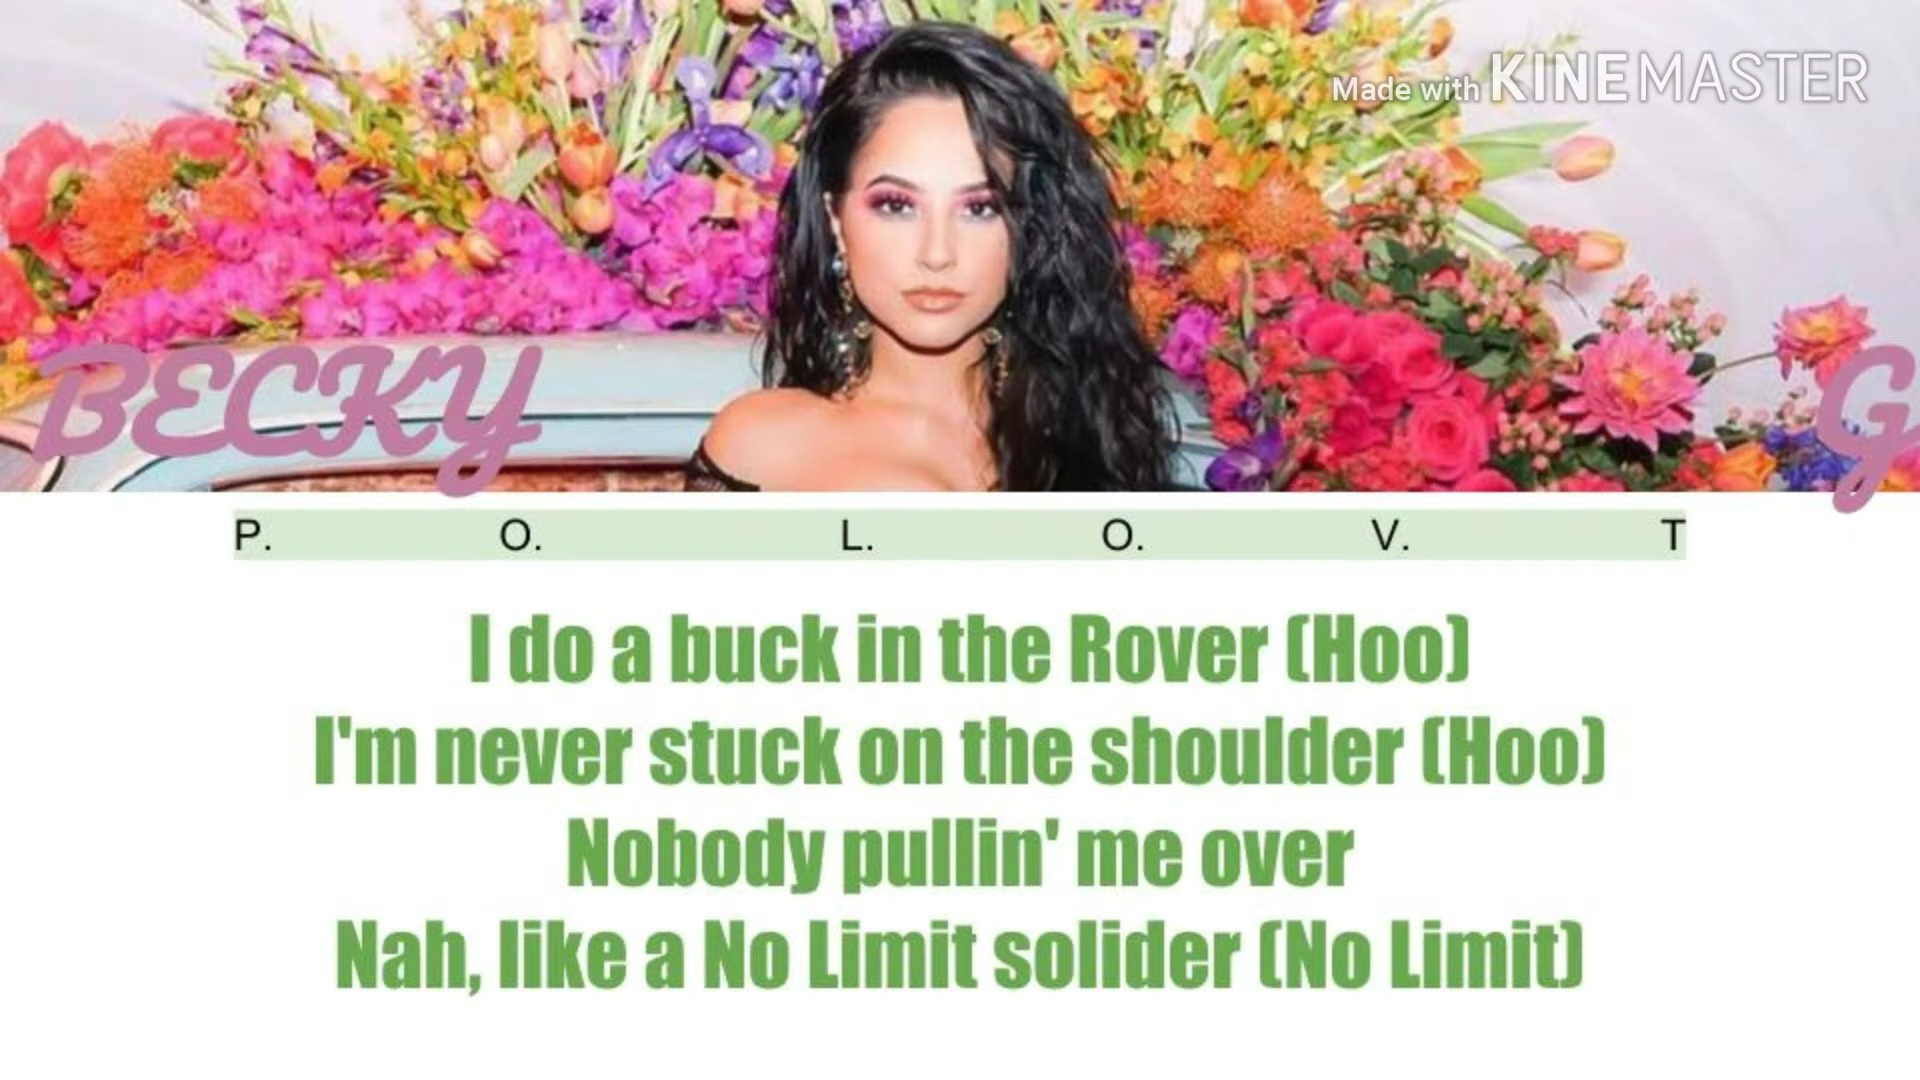 Made with KINEMASTER
BECKY G
P. O. L. O. V. T
I do a buck in the Rover (Hoo)
I'm never stuck on the shoulder (Hoo)
Nobody pullin' me over
Nah, like a No Limit solider (No Limit)